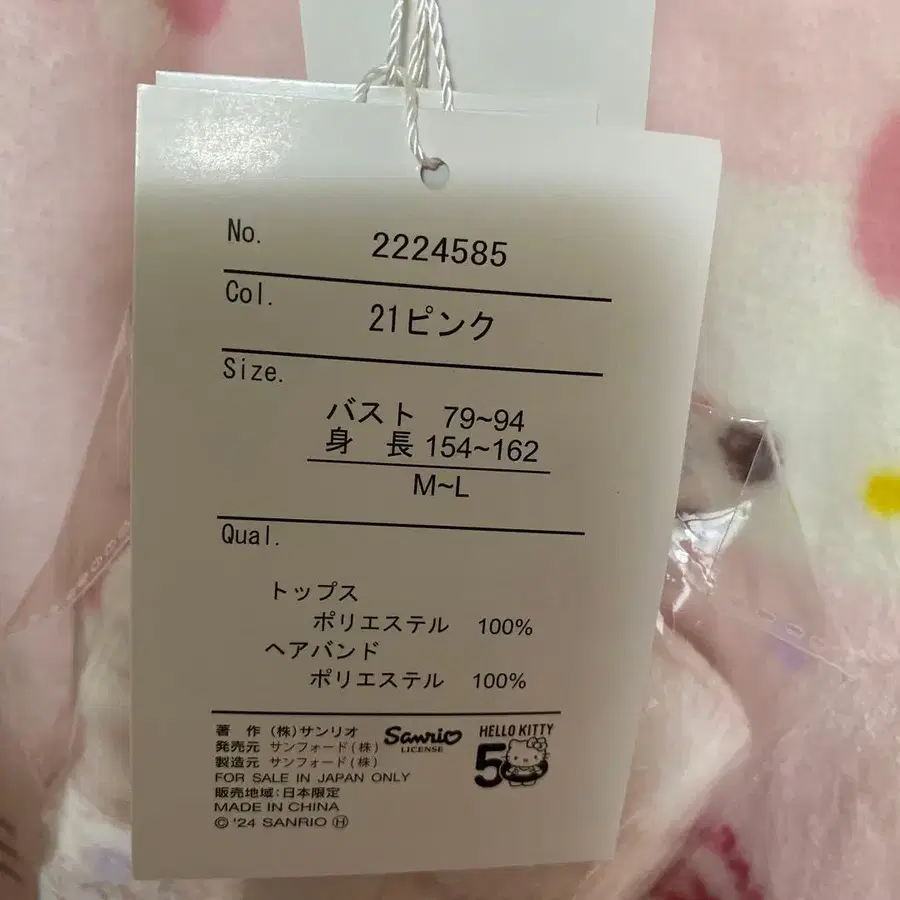 No. 2224585
Col. 21ピンク
Size.
バスト 79~94
身 長 154~162
M~L
Qual.
トップス
ポリエステル 100%
ヘアバンド
ポリエステル 100%
著 作 (株)サンリオ
発売元 サンフォード(株)
製造元 サンフォード(株)
Sanrio
LICENSE
HELLO KITTY
50
FOR SALE IN JAPAN ONLY
販売地域:日本限定
MADE IN CHINA
© '24 SANRIO Ⓗ